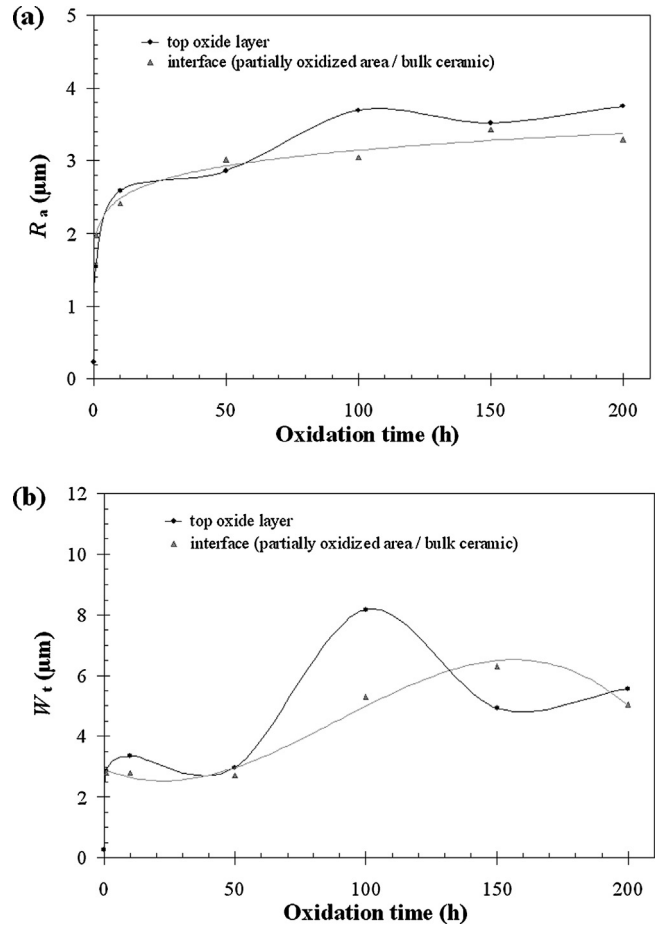 (a)
5
4
3
2
1
0
R a (μm)
top oxide layer
interface (partially oxidized area / bulk ceramic)
0 50 100 150 200
Oxidation time (h)
(b)
12
10
8
6
4
2
0
W t (μm)
top oxide layer
interface (partially oxidized area / bulk ceramic)
0 50 100 150 200
Oxidation time (h)